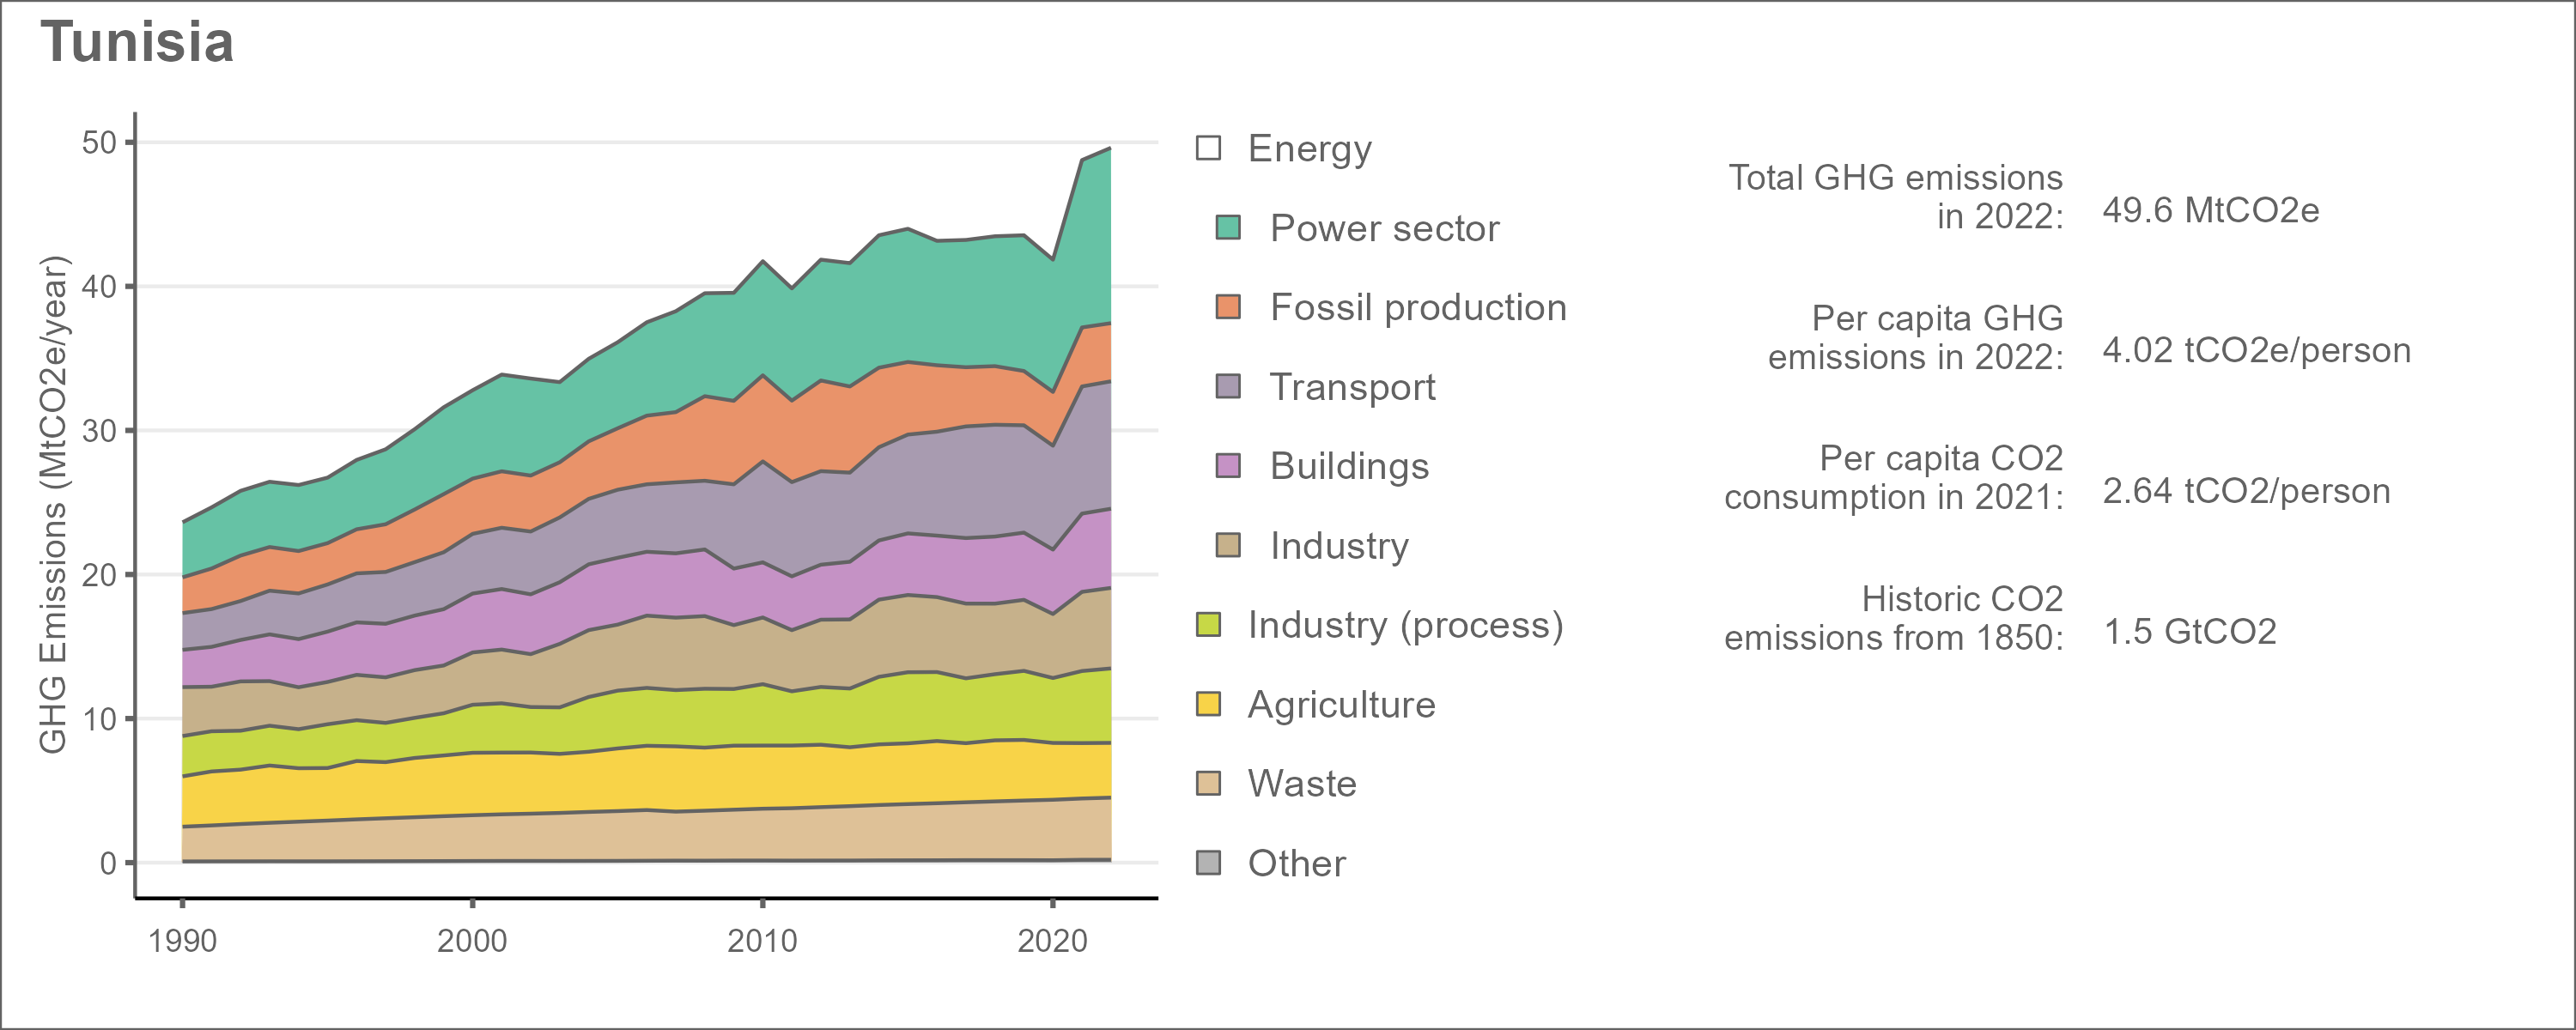 Tunisia
GHG Emissions (MtCO2e/year)
50
40
30
20
10
0
1990
2000
2010
2020
Energy
Power sector
Fossil production
Transport
Buildings
Industry
Industry (process)
Agriculture
Waste
Other
Total GHG emissions
in 2022:
49.6 MtCO2e
Per capita GHG
emissions in 2022:
4.02 tCO2e/person
Per capita CO2
consumption in 2021:
2.64 tCO2/person
Historic CO2
emissions from 1850:
1.5 GtCO2